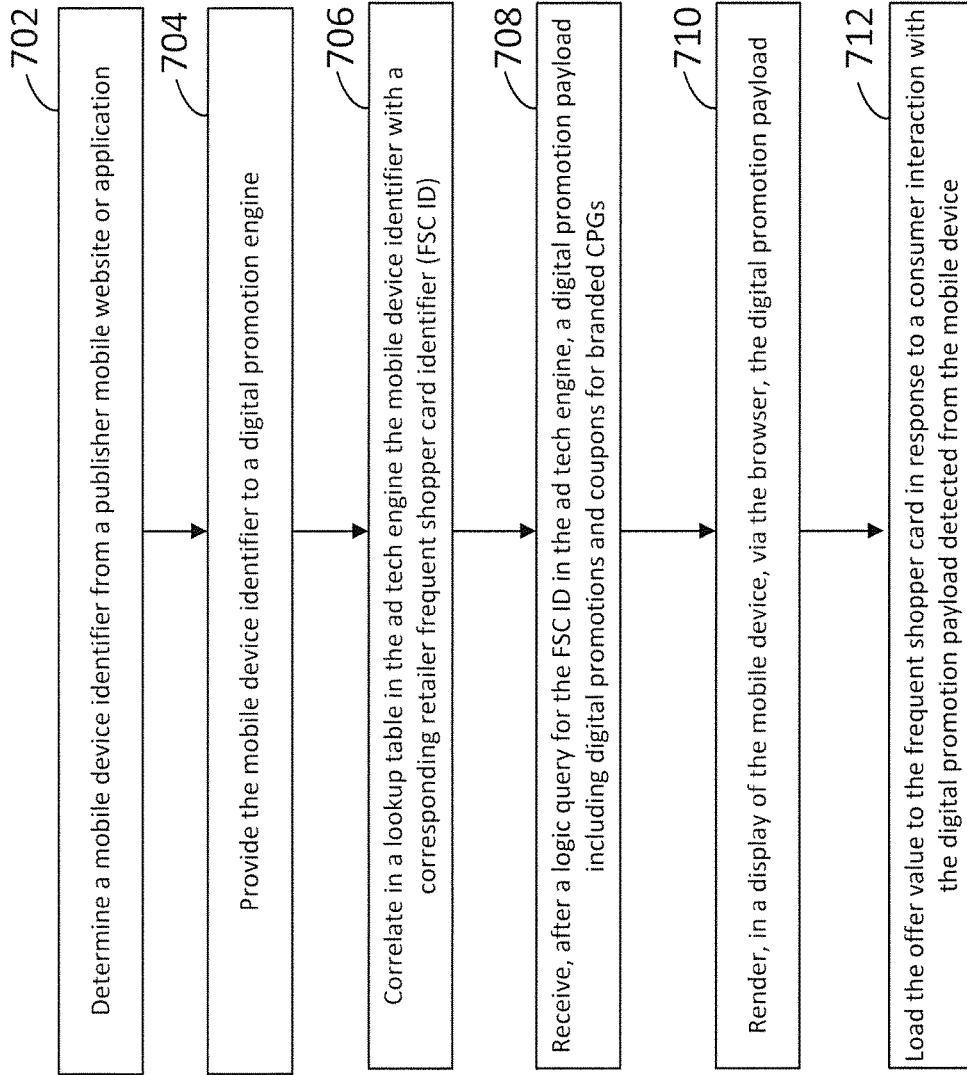 702
Determine a mobile device identifier from a publisher mobile website or application
704
Provide the mobile device identifier to a digital promotion engine
706
Correlate in a lookup table in the ad tech engine the mobile device identifier with a
corresponding retailer frequent shopper card identifier (FSC ID)
708
Receive, after a logic query for the FSC ID in the ad tech engine, a digital promotion payload
including digital promotions and coupons for branded CPGs
710
Render, in a display of the mobile device, via the browser, the digital promotion payload
712
Load the offer value to the frequent shopper card in response to a consumer interaction with
the digital promotion payload detected from the mobile device